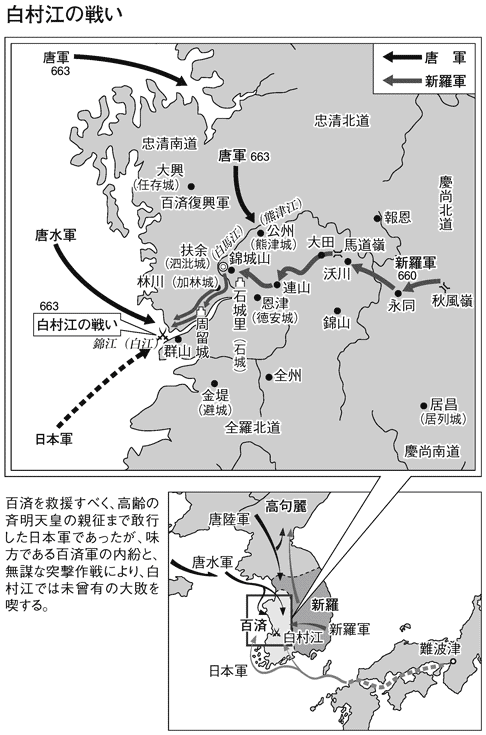 白村江の戦い
唐軍
663
唐 軍
新羅軍
忠清北道
忠清南道
唐軍 663
大興
（任存城）
百済復興軍
慶尚北道
（熊津江）
公州
（熊津城）
報恩
唐水軍
（白馬江）
扶余
（泗沘城）
錦城山
大田
馬道嶺
沃川
新羅軍
660
林川
（加林城）
連山
恩津
（德安城）
永同
秋風嶺
663
白村江の戦い
石城里（石城）
周留城
錦山
錦江（白江）
群山
全州
金堤
（避城）
居昌
（居列城）
日本軍
全羅北道
慶尚南道
百済を救援すべく、高齢の
斉明天皇の親征まで敢行
した日本軍であったが、味
方である百済軍の内紛と、
無謀な突撃作戦により、白
村江では未曾有の大敗を
喫する。
高句麗
唐陸軍
唐水軍
新羅
百済
新羅軍
白村江
難波津
日本軍